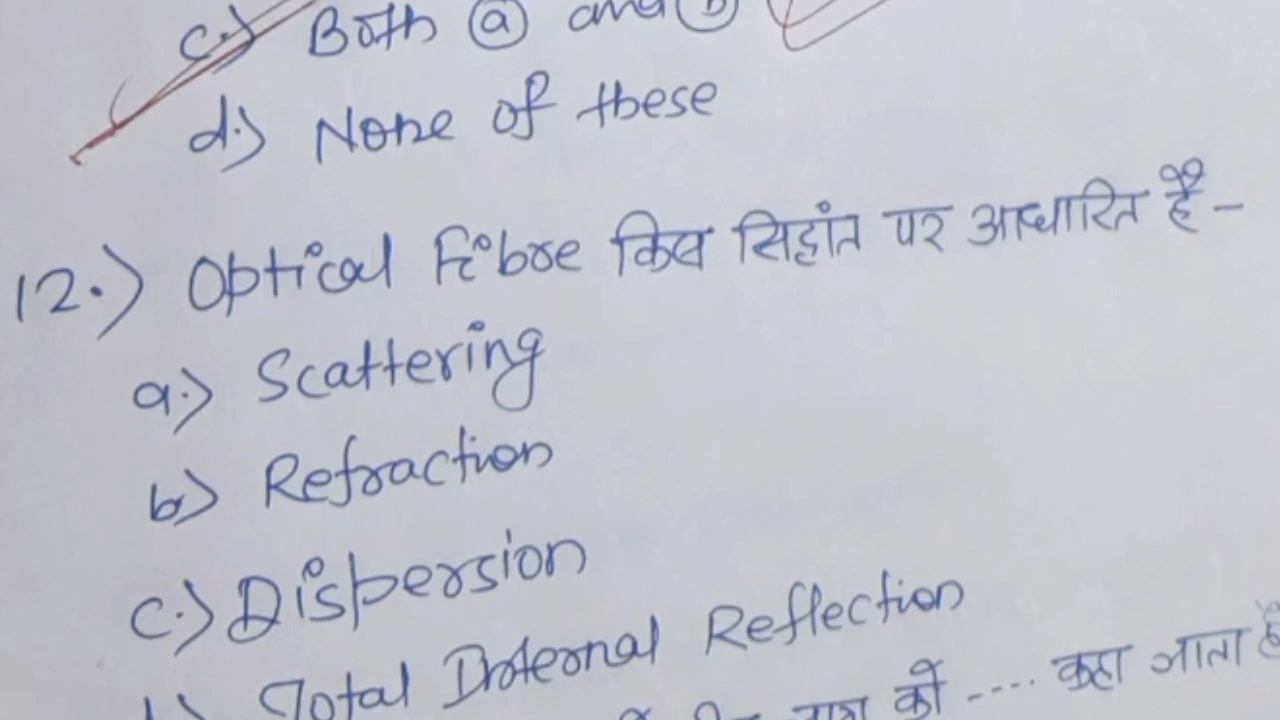 c.) Both ⓐ and ⓑ
d.) None of these
12.) Optical Fibre किस सिद्धांत पर आधारित है -
a.) Scattering
b.) Refraction
c.) Dispersion
Total Internal Reflection
को .... कहा जाता है